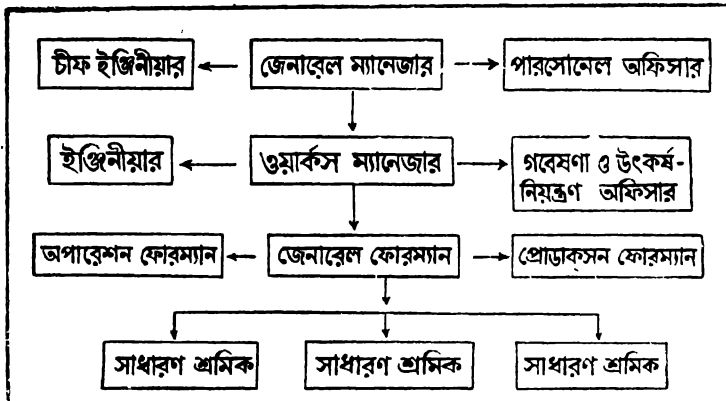 চীফ ইঞ্জিনীয়ার
জেনারেল ম্যানেজার
পারসোনেল অফিসার
ইঞ্জিনীয়ার
ওয়ার্কস ম্যানেজার
গবেষণা ও উৎকর্ষ-
নিয়ন্ত্রণ অফিসার
অপারেশন ফোরম্যান
জেনারেল ফোরম্যান
প্রোডাকসন ফোরম্যান
সাধারণ শ্রমিক
সাধারণ শ্রমিক
সাধারণ শ্রমিক